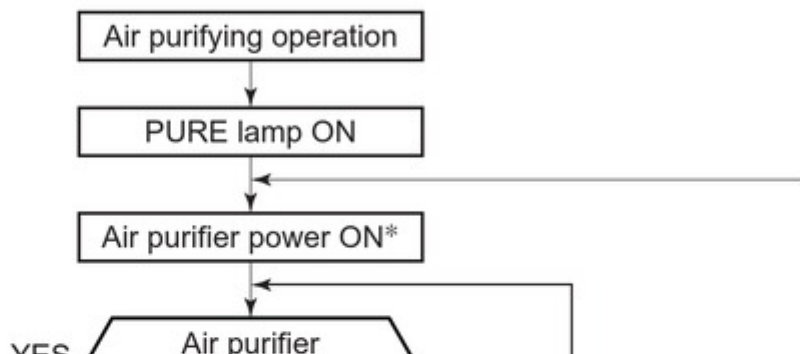 Air purifying operation
PURE lamp ON
Air purifier power ON*
Air purifier
YES